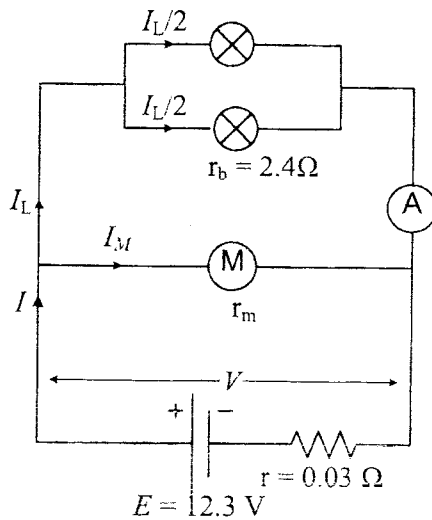 I_L/2
I_L/2
r_b = 2.4Ω
I_L
A
I_M
M
r_m
I
V
+ −
r = 0.03 Ω
E = 12.3 V